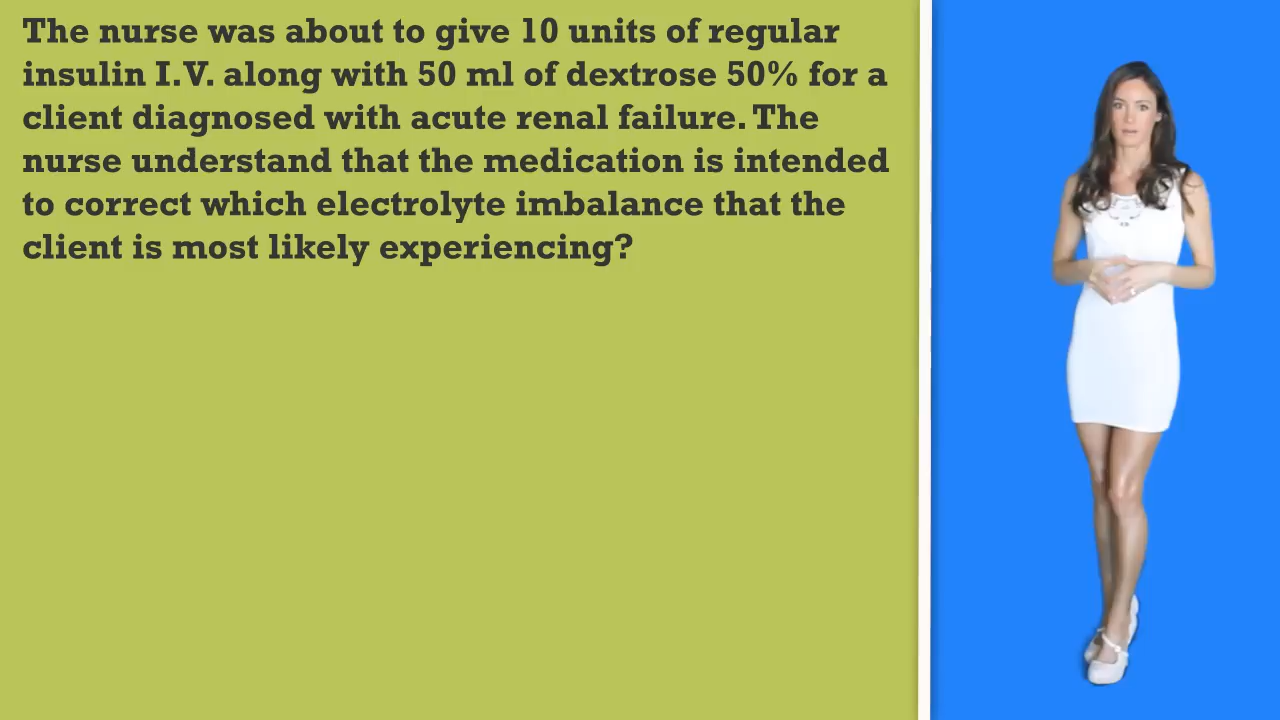 The nurse was about to give 10 units of regular
insulin I.V. along with 50 ml of dextrose 50% for a
client diagnosed with acute renal failure. The
nurse understand that the medication is intended
to correct which electrolyte imbalance that the
client is most likely experiencing?